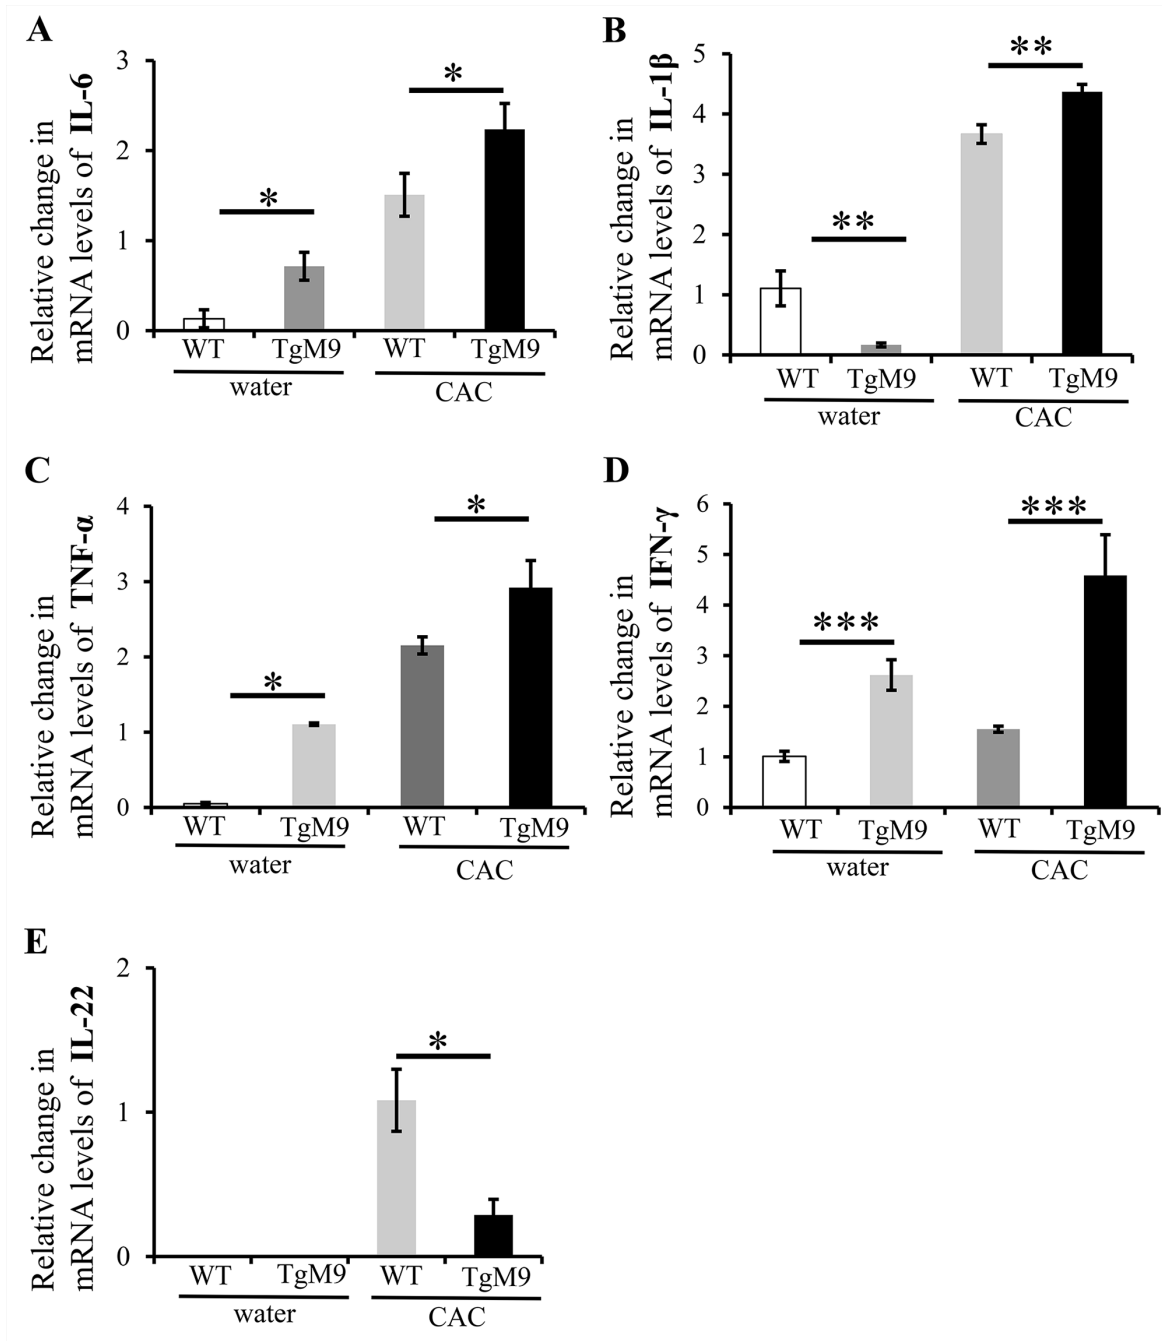 A
Relative change in
mRNA levels of IL-6
3
2
1
0
*
*
WT TgM9 WT TgM9
water CAC
B
Relative change in
mRNA levels of IL-1β
5
4
3
2
1
0
**
**
WT TgM9 WT TgM9
water CAC
C
Relative change in
mRNA levels of TNF-α
4
3
2
1
0
*
*
WT TgM9 WT TgM9
water CAC
D
Relative change in
mRNA levels of IFN-γ
6
5
4
3
2
1
0
***
***
WT TgM9 WT TgM9
water CAC
E
Relative change in
mRNA levels of IL-22
2
1
0
*
WT TgM9 WT TgM9
water CAC